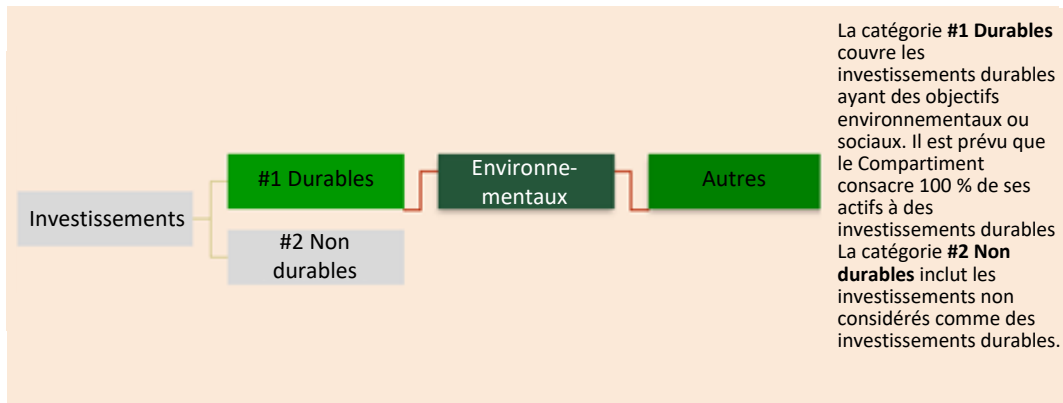 Investissements
#1 Durables
#2 Non
durables
Environne-
mentaux
Autres
La catégorie #1 Durables
couvre les
investissements durables
ayant des objectifs
environnementaux ou
sociaux. Il est prévu que
le Compartiment
consacre 100 % de ses
actifs à des
investissements durables
La catégorie #2 Non
durables inclut les
investissements non
considérés comme des
investissements durables.